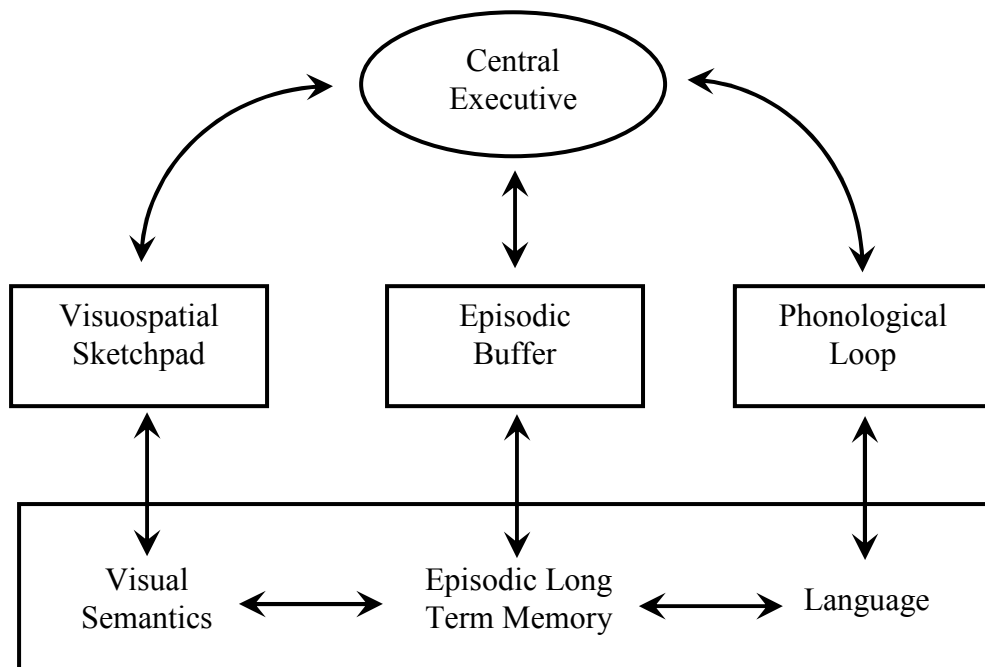 Central
Executive
Visuospatial
Sketchpad
Episodic
Buffer
Phonological
Loop
Visual
Semantics
Episodic Long
Term Memory
Language